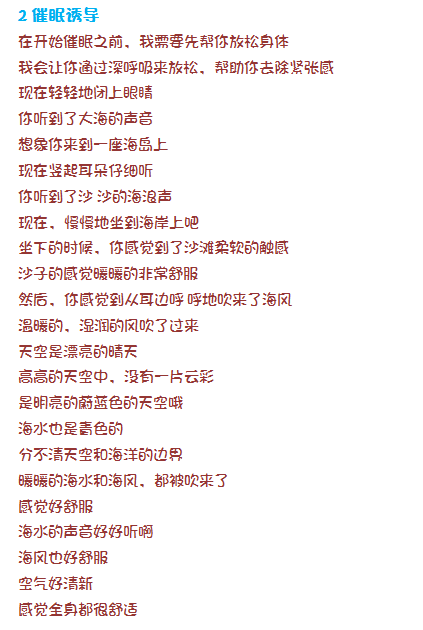 2 催眠诱导
在开始催眠之前，我需要先帮你放松身体
我会让你通过深呼吸来放松，帮助你去除紧张感
现在轻轻地闭上眼睛
你听到了大海的声音
想象你来到一座海岛上
现在竖起耳朵仔细听
你听到了沙 沙的海浪声
现在，慢慢地坐到海岸上吧
坐下的时候，你感觉到了沙滩柔软的触感
沙子的感觉暖暖的非常舒服
然后，你感觉到从耳边呼 呼地吹来了海风
温暖的，湿润的风吹了过来
天空是漂亮的晴天
高高的天空中，没有一片云彩
是明亮的蔚蓝色的天空哦
海水也是青色的
分不清天空和海洋的边界
暖暖的海水和海风，都被吹来了
感觉好舒服
海水的声音好好听啊
海风也好舒服
空气好清新
感觉全身都很舒适